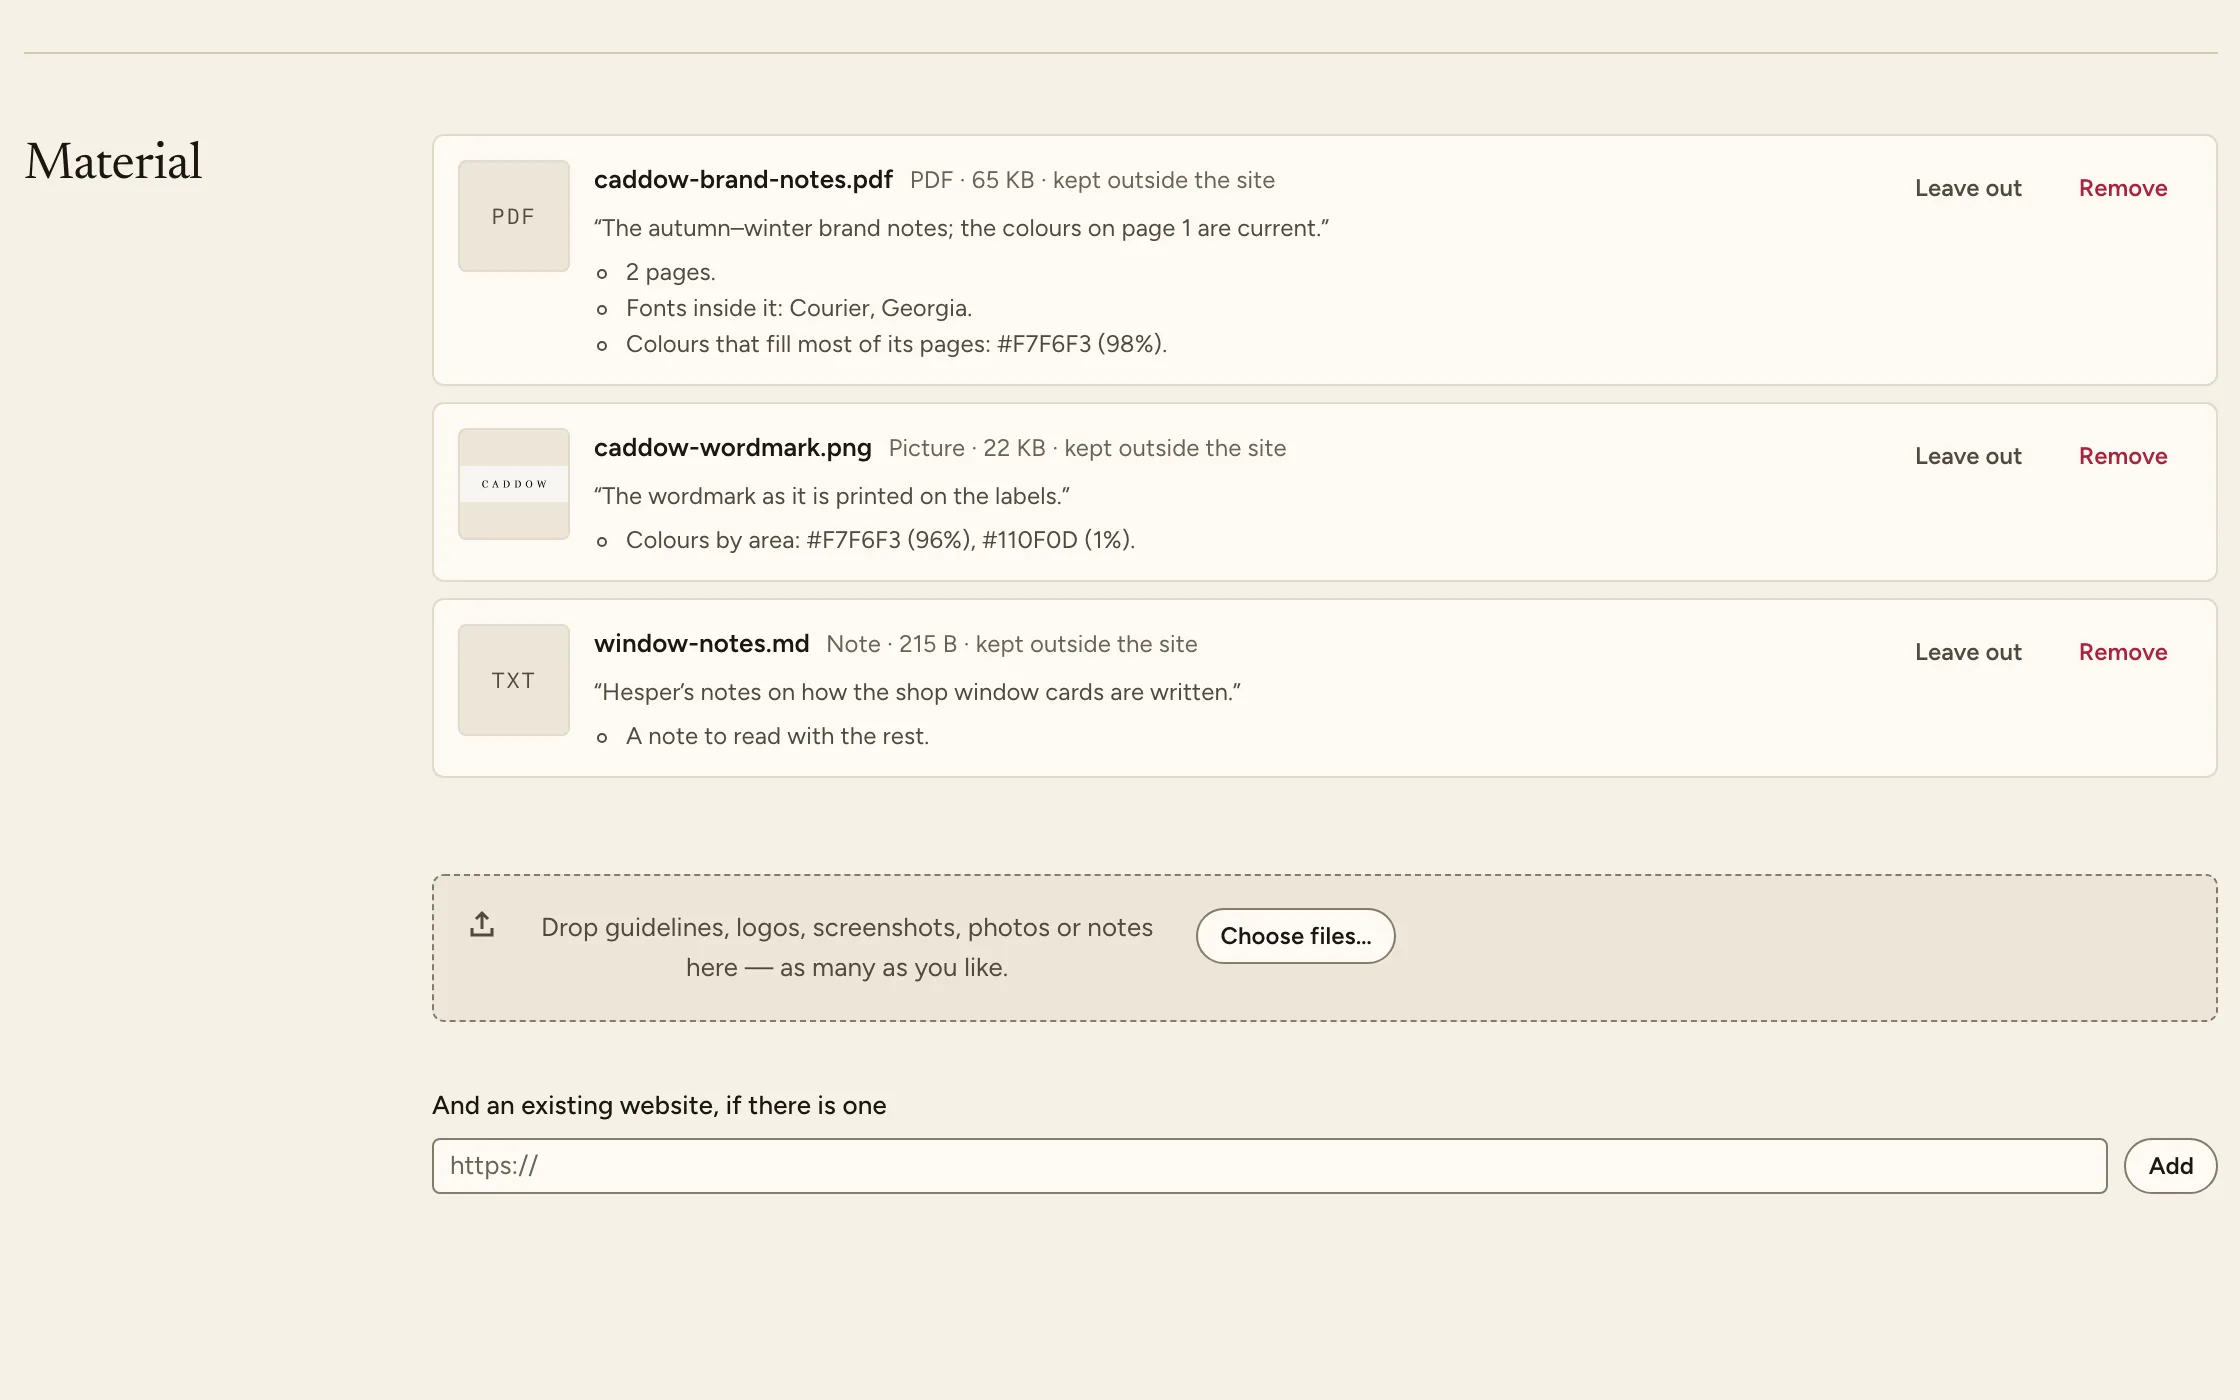 Material
PDF
caddow-brand-notes.pdf PDF · 65 KB · kept outside the site
Leave out
Remove
“The autumn–winter brand notes; the colours on page 1 are current.”
2 pages.
Fonts inside it: Courier, Georgia.
Colours that fill most of its pages: #F7F6F3 (98%).
CADDOW
caddow-wordmark.png Picture · 22 KB · kept outside the site
Leave out
Remove
“The wordmark as it is printed on the labels.”
Colours by area: #F7F6F3 (96%), #110F0D (1%).
TXT
window-notes.md Note · 215 B · kept outside the site
Leave out
Remove
“Hesper’s notes on how the shop window cards are written.”
A note to read with the rest.
Drop guidelines, logos, screenshots, photos or notes
here — as many as you like.
Choose files…
And an existing website, if there is one
https://
Add